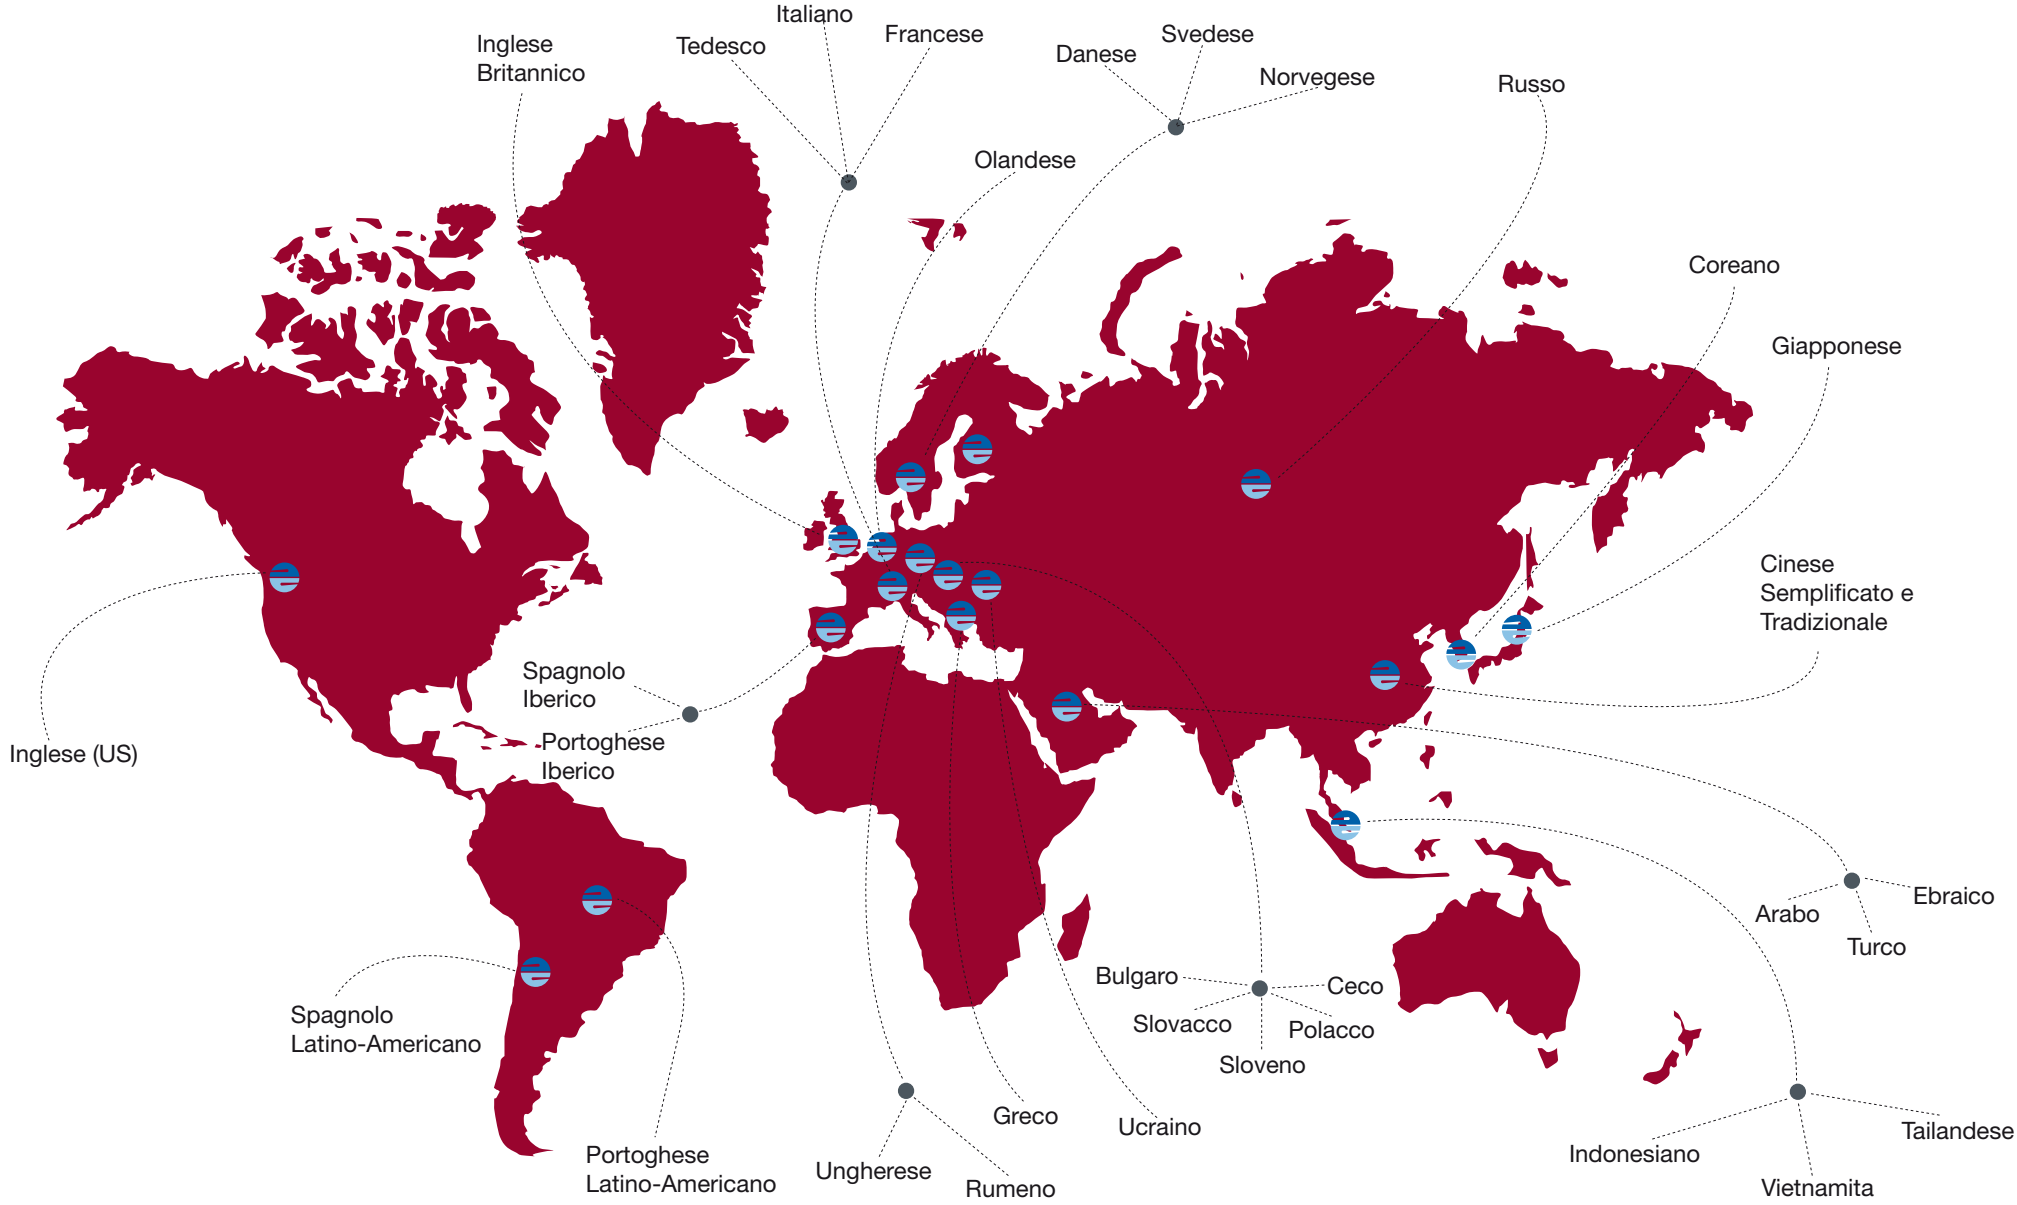 Italiano
Francese
Svedese
Inglese
Britannico
Tedesco
Danese
Norvegese
Russo
Olandese
Coreano
Giapponese
Cinese
Semplificato e
Tradizionale
Spagnolo
Iberico
Portoghese
Iberico
Inglese (US)
Ebraico
Arabo
Turco
Bulgaro
Ceco
Slovacco
Polacco
Sloveno
Spagnolo
Latino-Americano
Greco
Ucraino
Tailandese
Indonesiano
Vietnamita
Portoghese
Latino-Americano
Ungherese
Rumeno